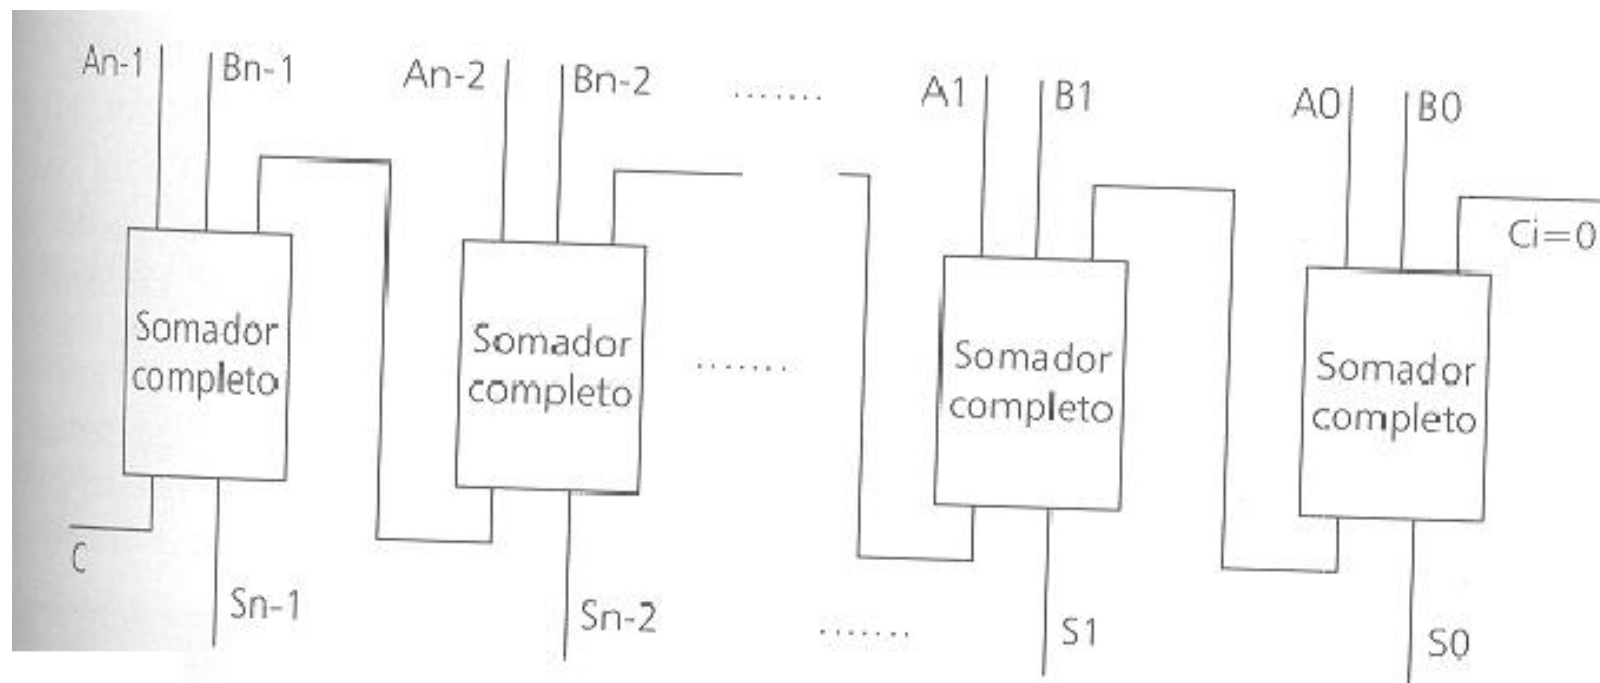 An-1 Bn-1 An-2 Bn-2 ....... A1 B1 A0 B0
Ci=0
Somador
completo
Somador
completo
.......
Somador
completo
Somador
completo
C
Sn-1 Sn-2 ....... S1 S0